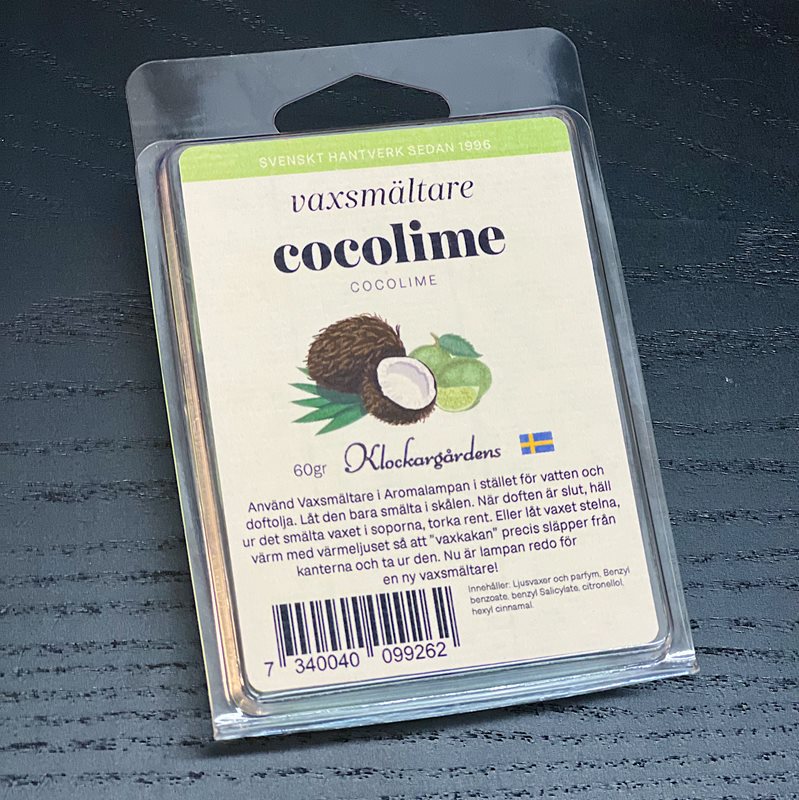 SVENSKT HANTVERK SEDAN 1996
vaxsmältare
cocolime
COCOLIME
60gr Klockargårdens
Använd Vaxsmältare i Aromalampan i stället för vatten och
doftolja. Låt den bara smälta i skålen. När doften är slut, häll
ur det smälta vaxet i soporna, torka rent. Eller låt vaxet stelna,
värm med värmeljuset så att "vaxkakan" precis släpper från
kanterna och ta ur den. Nu är lampan redo för
en ny vaxsmältare!
Innehåller: Ljusvaxer och parfym, Benzyl
benzoate, benzyl Salicylate, citronellol,
hexyl cinnamal.
7 340040 099262